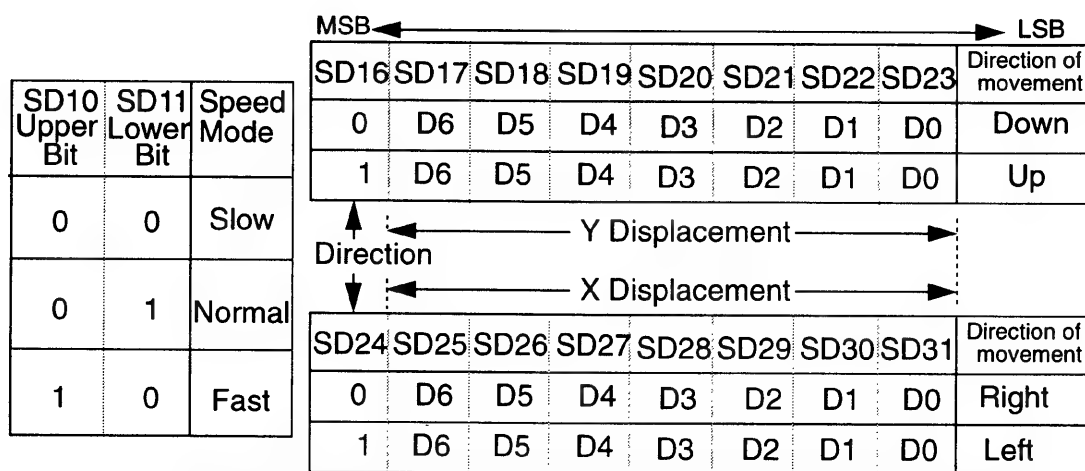 SD10 SD11 Speed
Upper Lower Mode
Bit Bit
0 0 Slow
0 1 Normal
1 0 Fast
MSB LSB
SD16 SD17 SD18 SD19 SD20 SD21 SD22 SD23 Direction of movement
0 D6 D5 D4 D3 D2 D1 D0 Down
1 D6 D5 D4 D3 D2 D1 D0 Up
Y Displacement
Direction
X Displacement
SD24 SD25 SD26 SD27 SD28 SD29 SD30 SD31 Direction of movement
0 D6 D5 D4 D3 D2 D1 D0 Right
1 D6 D5 D4 D3 D2 D1 D0 Left